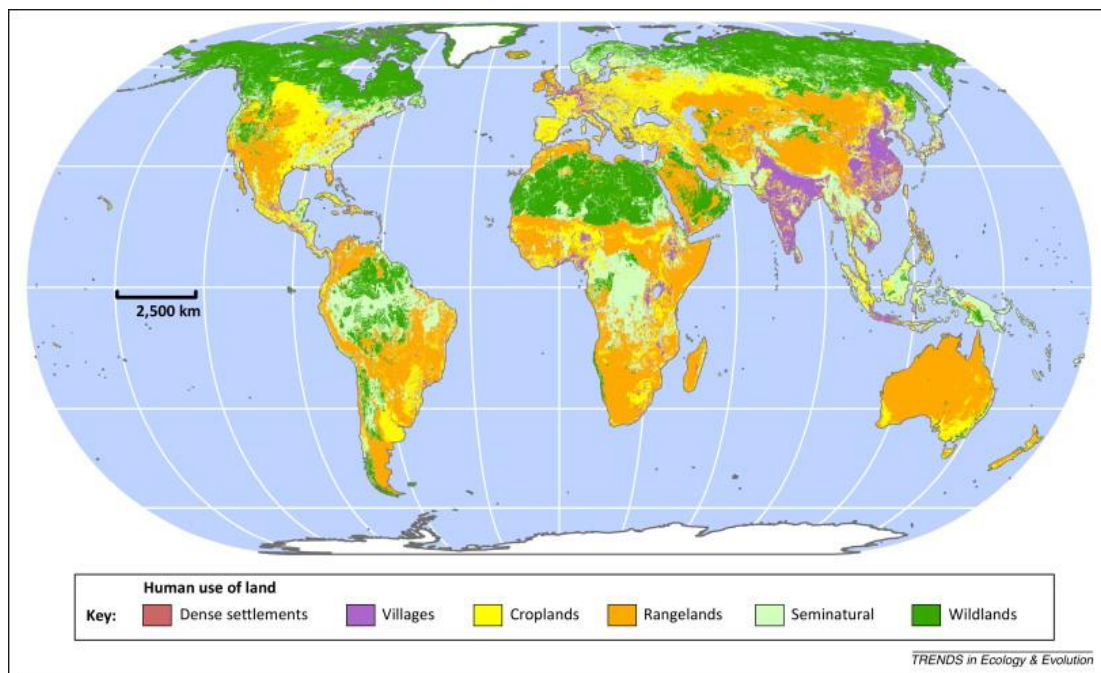 2,500 km
Human use of land
Key: Dense settlements Villages Croplands Rangelands Seminatural Wildlands
TRENDS in Ecology & Evolution